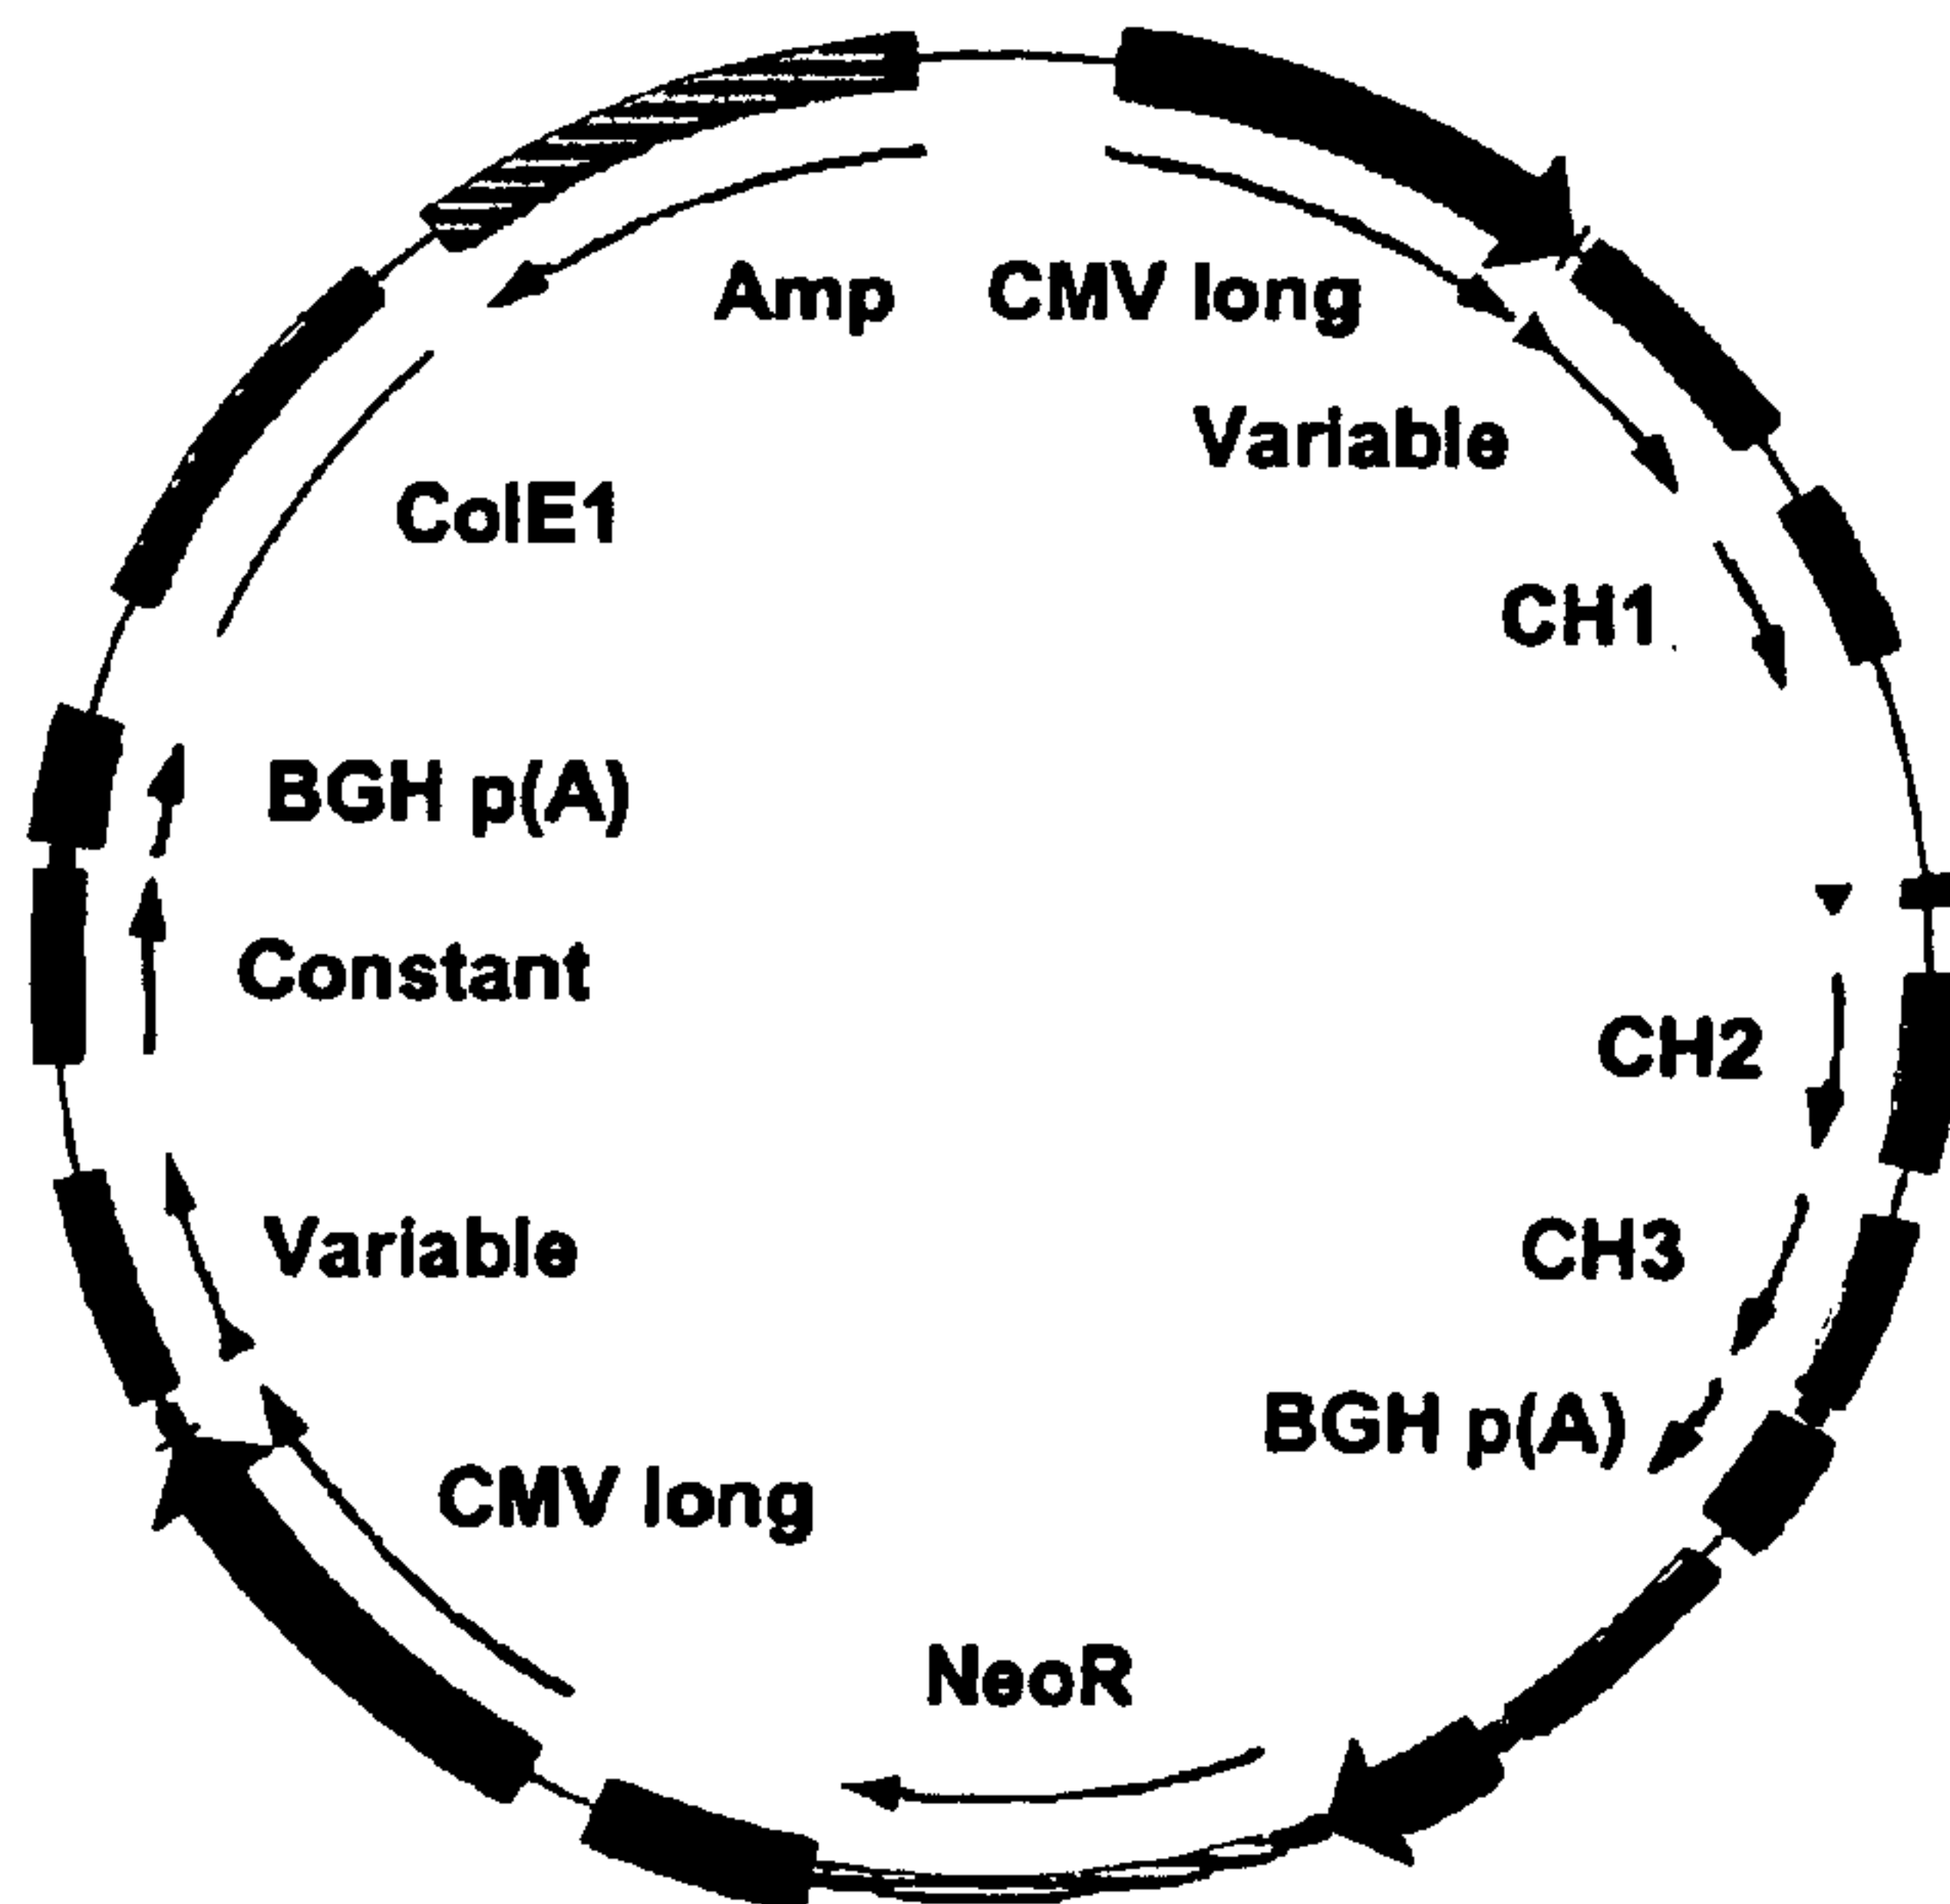 Amp CMV long
Variable
ColE1
CH1
BGH p(A)
Constant
CH2
Variable
CH3
BGH p(A)
CMV long
NeoR